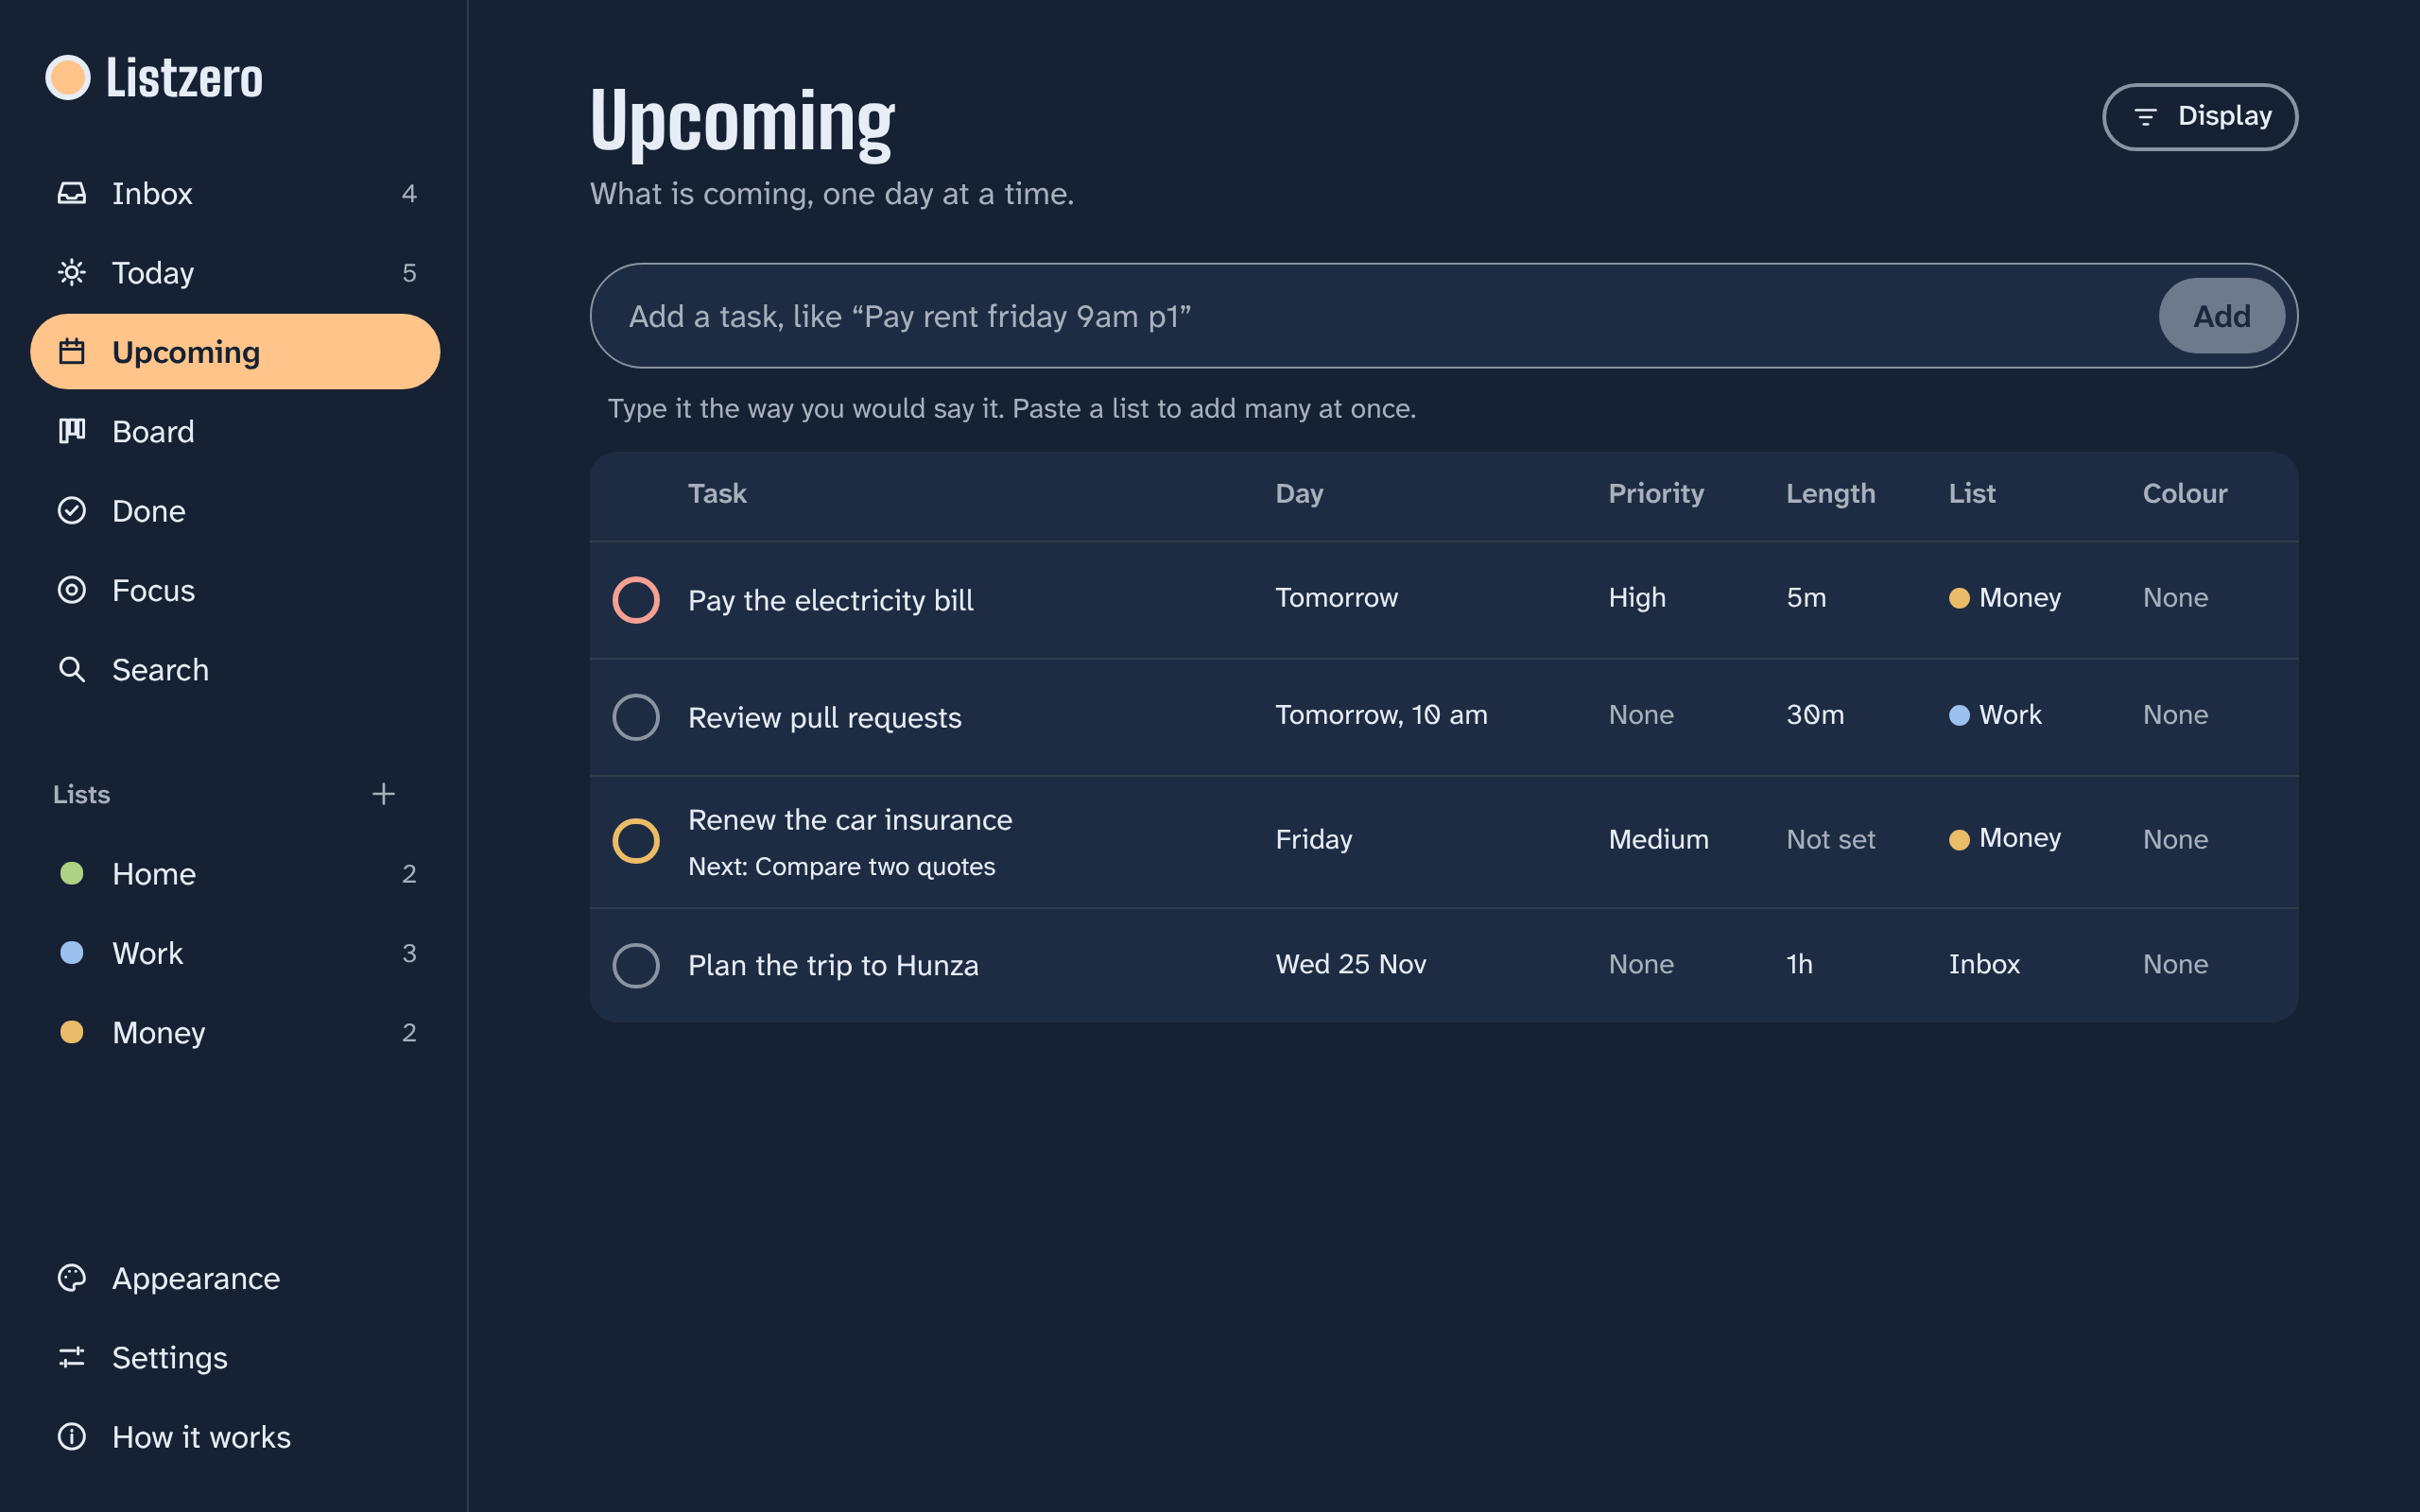 Listzero
Inbox 4
Today 5
Upcoming
Board
Done
Focus
Search
Lists
Home 2
Work 3
Money 2
Appearance
Settings
How it works
Upcoming
Display
What is coming, one day at a time.
Add a task, like “Pay rent friday 9am p1”
Add
Type it the way you would say it. Paste a list to add many at once.
Task Day Priority Length List Colour
Pay the electricity bill Tomorrow High 5m Money None
Review pull requests Tomorrow, 10 am None 30m Work None
Renew the car insurance Friday Medium Not set Money None
Next: Compare two quotes
Plan the trip to Hunza Wed 25 Nov None 1h Inbox None